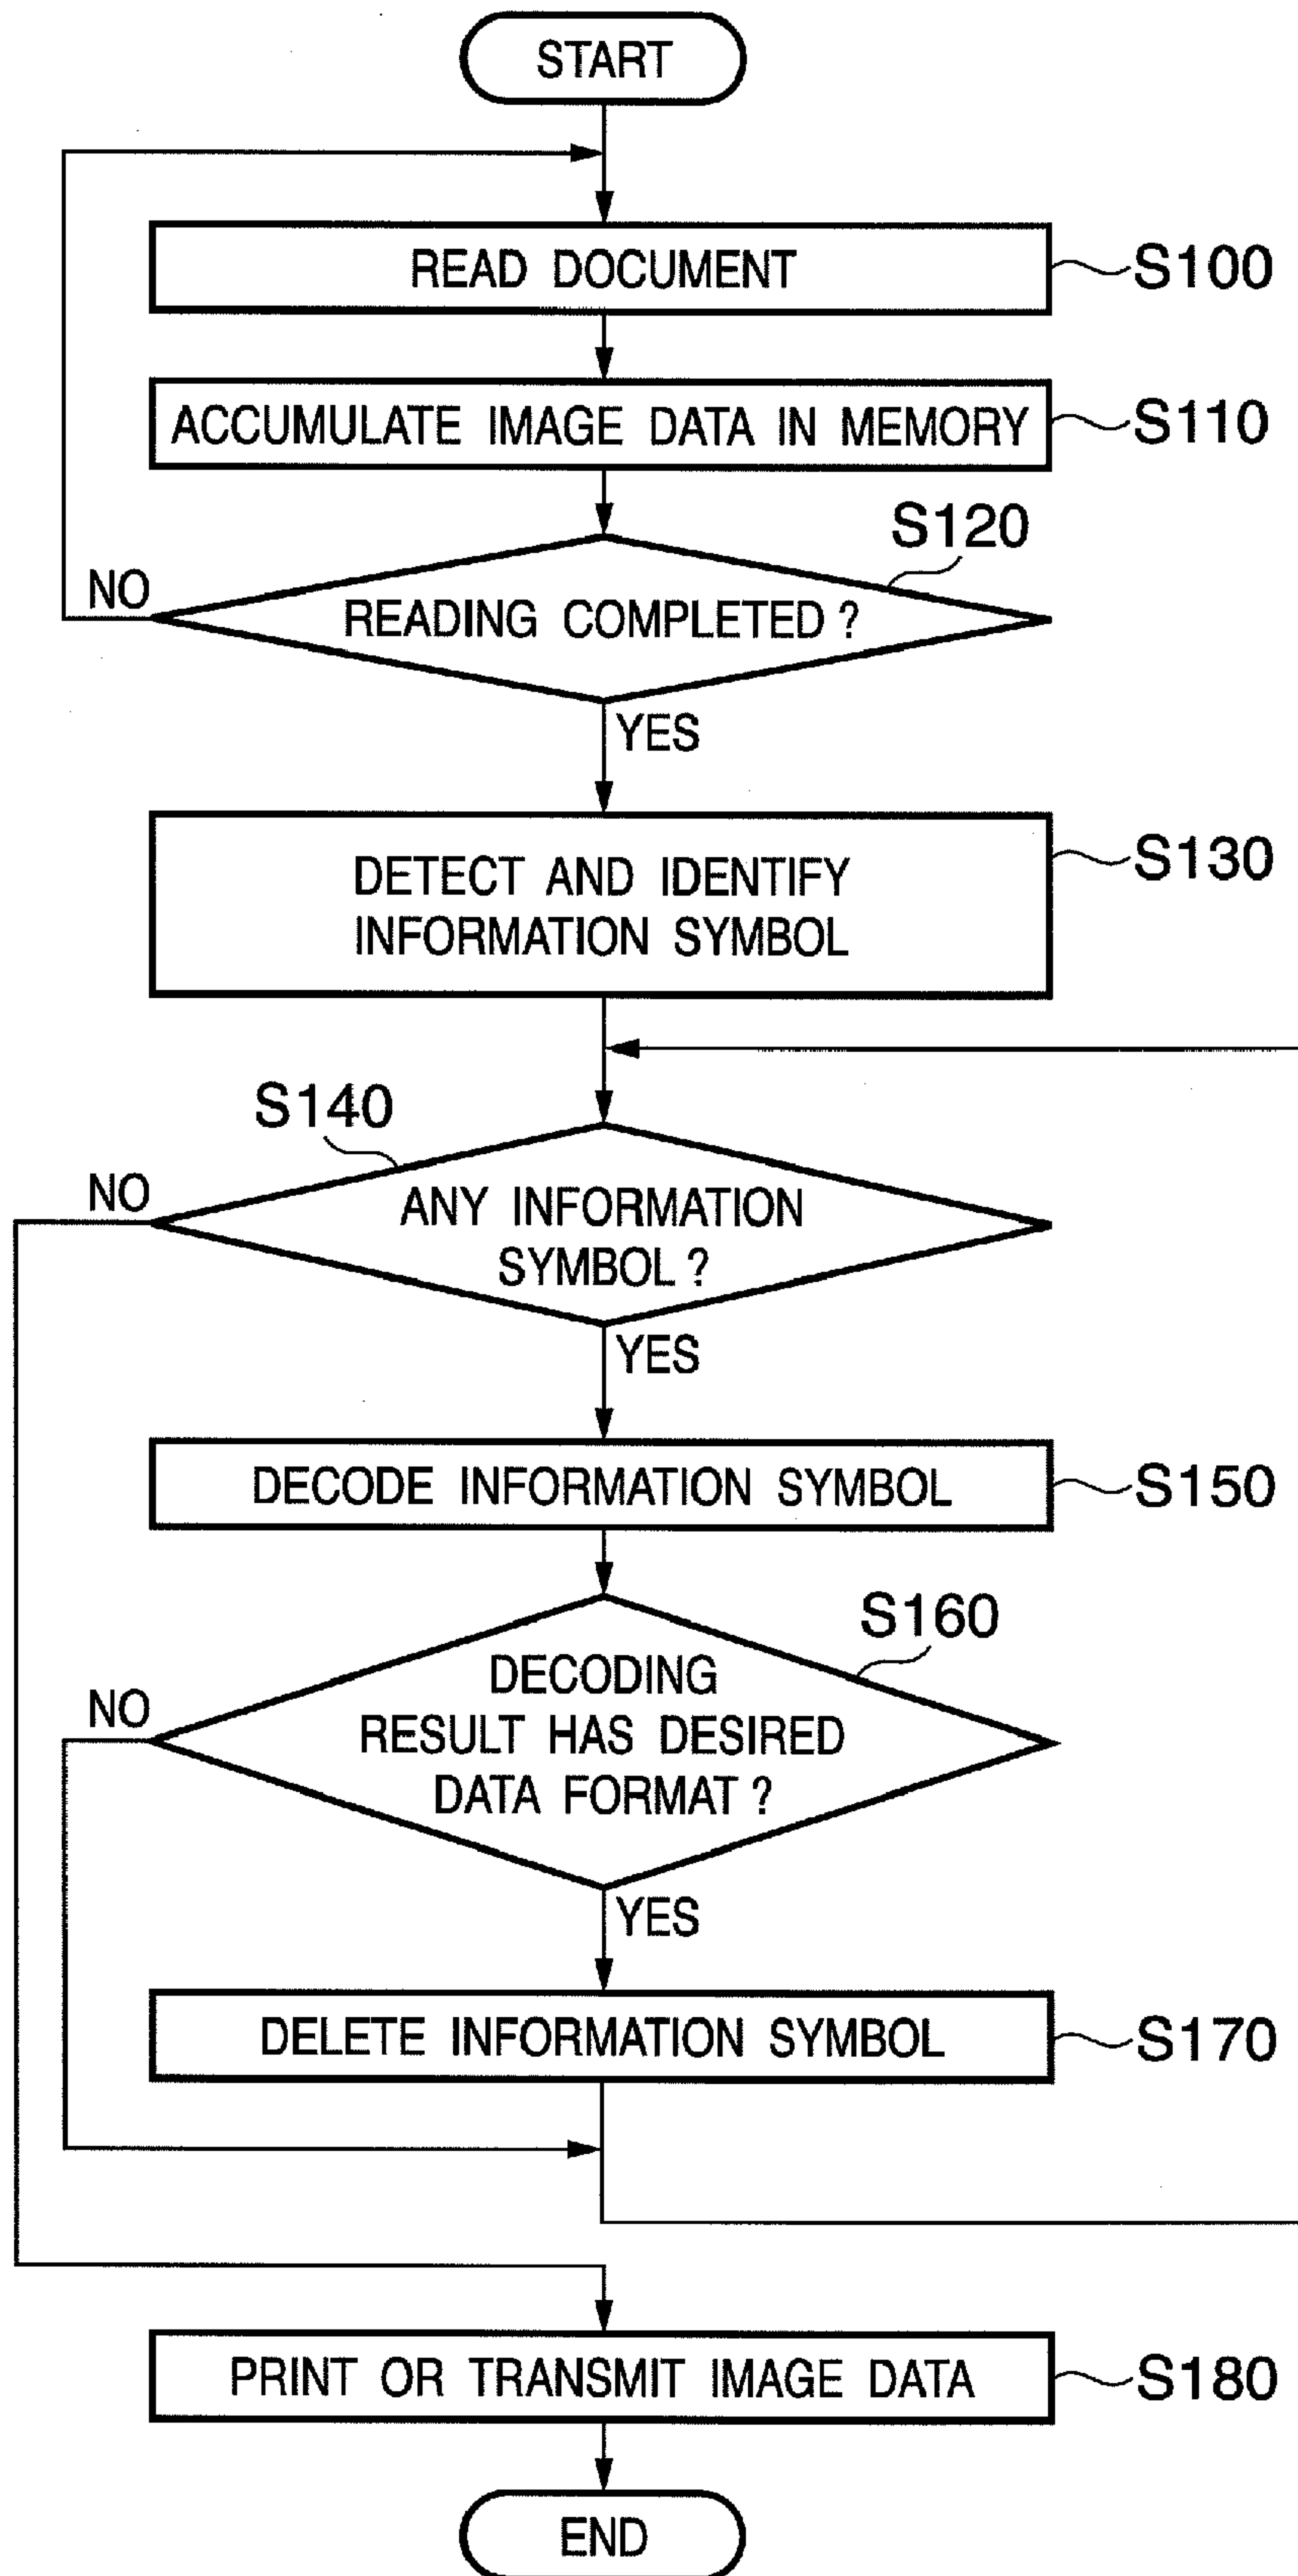 START
READ DOCUMENT
S100
ACCUMULATE IMAGE DATA IN MEMORY
S110
S120
NO
READING COMPLETED ?
YES
DETECT AND IDENTIFY
INFORMATION SYMBOL
S130
S140
NO
ANY INFORMATION
SYMBOL ?
YES
DECODE INFORMATION SYMBOL
S150
S160
NO
DECODING
RESULT HAS DESIRED
DATA FORMAT ?
YES
DELETE INFORMATION SYMBOL
S170
PRINT OR TRANSMIT IMAGE DATA
S180
END